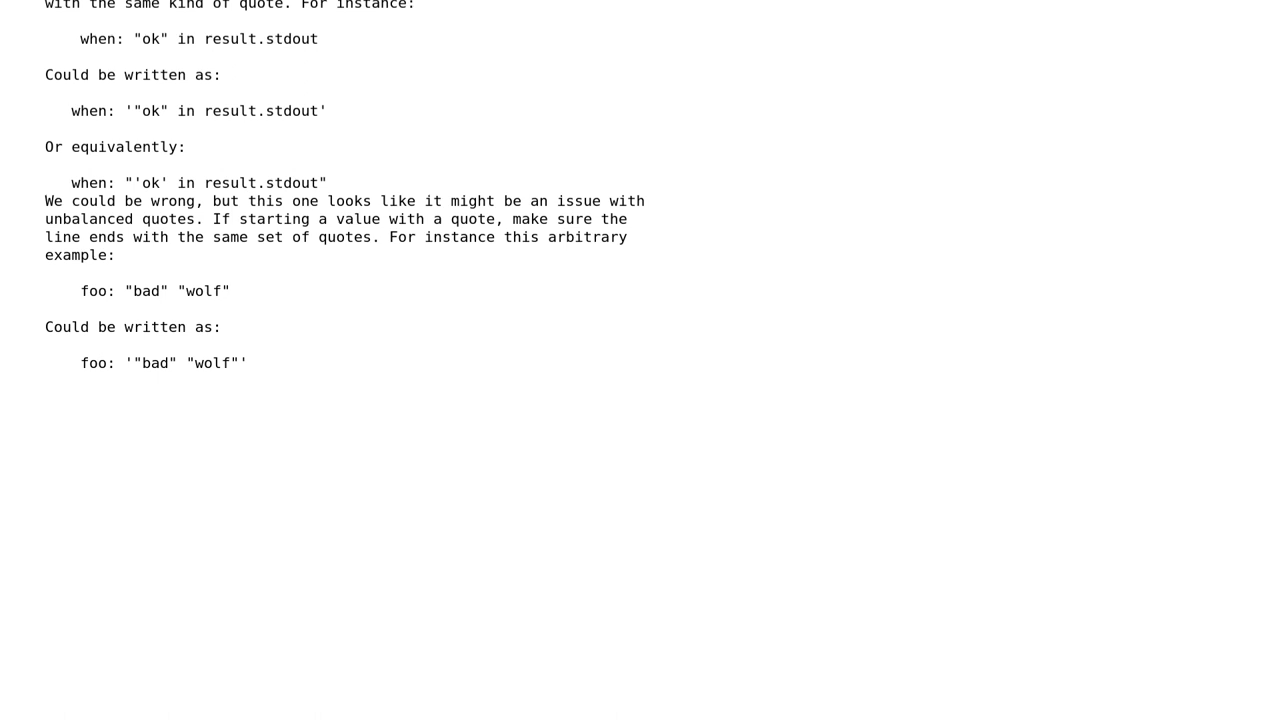 with the same kind of quote. For instance:
when: "ok" in result.stdout
Could be written as:
when: '"ok" in result.stdout'
Or equivalently:
when: "'ok' in result.stdout"
We could be wrong, but this one looks like it might be an issue with
unbalanced quotes. If starting a value with a quote, make sure the
line ends with the same set of quotes. For instance this arbitrary
example:
foo: "bad" "wolf"
Could be written as:
foo: '"bad" "wolf"'